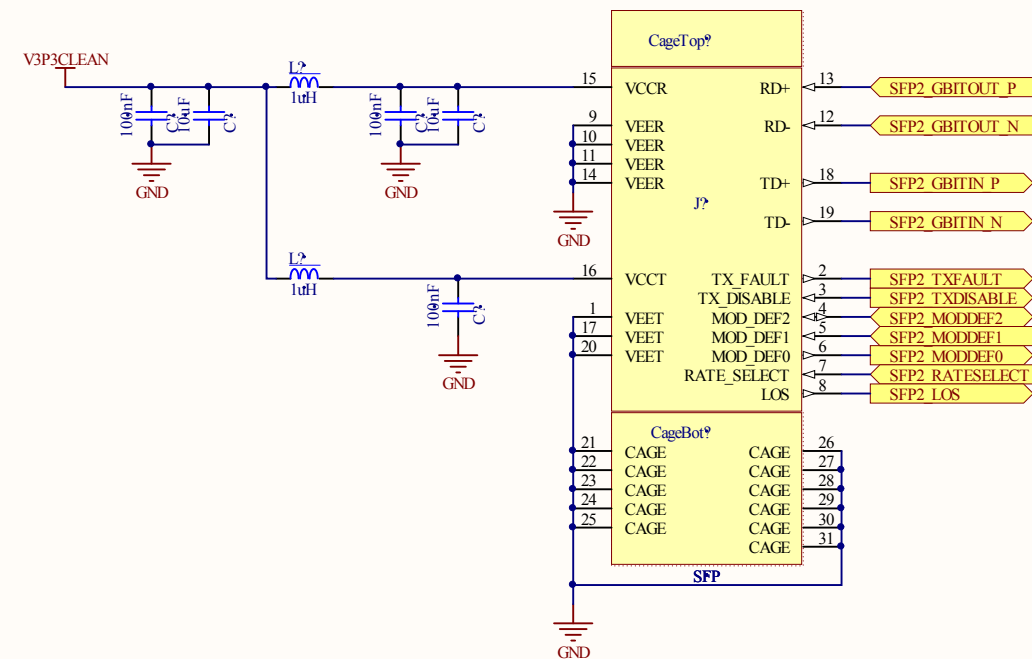 CageTop?
V3P3CLEAN
L?
1uH
15 VCCR RD+ 13 SFP2_GBITOUT_P
100nF C? 10uF C?
100nF C? 10uF C?
9 VEER RD- 12 SFP2_GBITOUT_N
10 VEER
11 VEER
14 VEER TD+ 18 SFP2_GBITIN_P
GND
GND
J?
GND
TD- 19 SFP2_GBITIN_N
L?
1uH
16 VCCT TX_FAULT 2 SFP2_TXFAULT
100nF C?
TX_DISABLE 3 SFP2_TXDISABLE
1 VEET MOD_DEF2 4 SFP2_MODDEF2
17 VEET MOD_DEF1 5 SFP2_MODDEF1
20 VEET MOD_DEF0 6 SFP2_MODDEF0
RATE_SELECT 7 SFP2_RATESELECT
GND
LOS 8 SFP2_LOS
CageBot?
21 CAGE CAGE 26
22 CAGE CAGE 27
23 CAGE CAGE 28
24 CAGE CAGE 29
25 CAGE CAGE 30
CAGE 31
SFP
GND